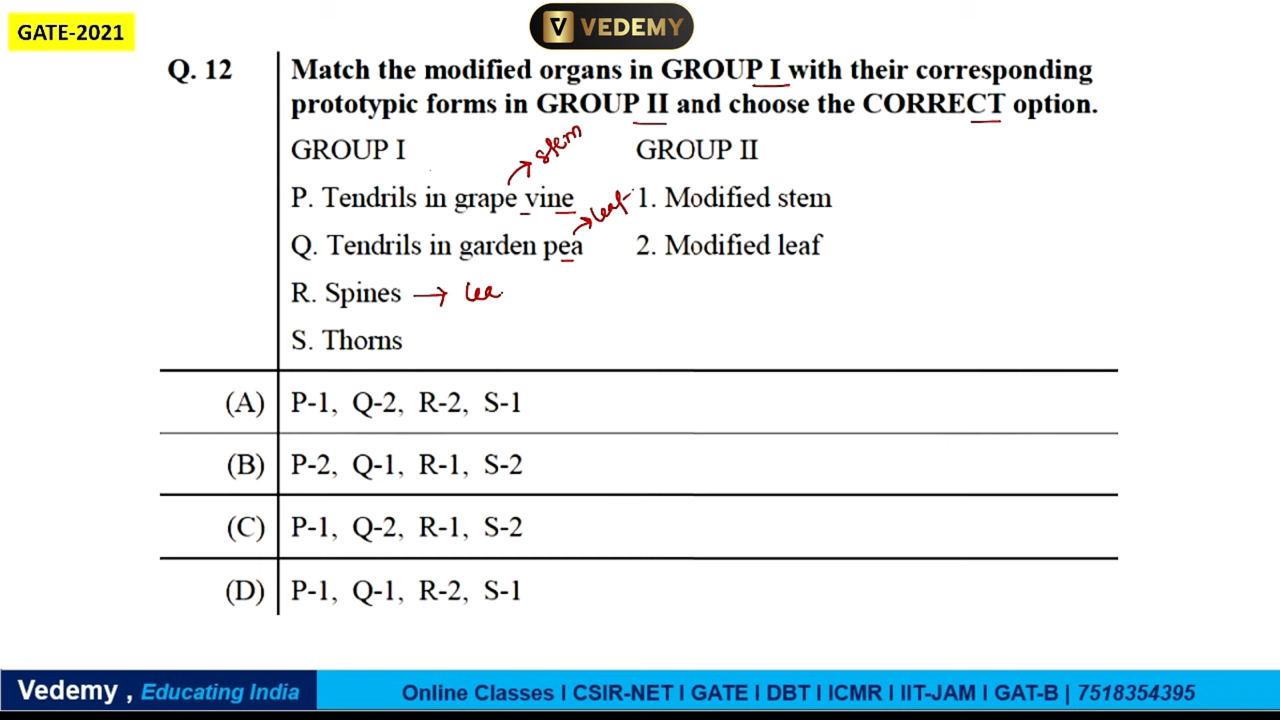 GATE-2021
VEDEMY
Q. 12
Match the modified organs in GROUP I with their corresponding
prototypic forms in GROUP II and choose the CORRECT option.
GROUP I
GROUP II
stem
P. Tendrils in grape vine
1. Modified stem
leaf
Q. Tendrils in garden pea
2. Modified leaf
R. Spines → lea
S. Thorns
(A) P-1, Q-2, R-2, S-1
(B) P-2, Q-1, R-1, S-2
(C) P-1, Q-2, R-1, S-2
(D) P-1, Q-1, R-2, S-1
Vedemy , Educating India
Online Classes I CSIR-NET I GATE I DBT I ICMR I IIT-JAM I GAT-B | 7518354395